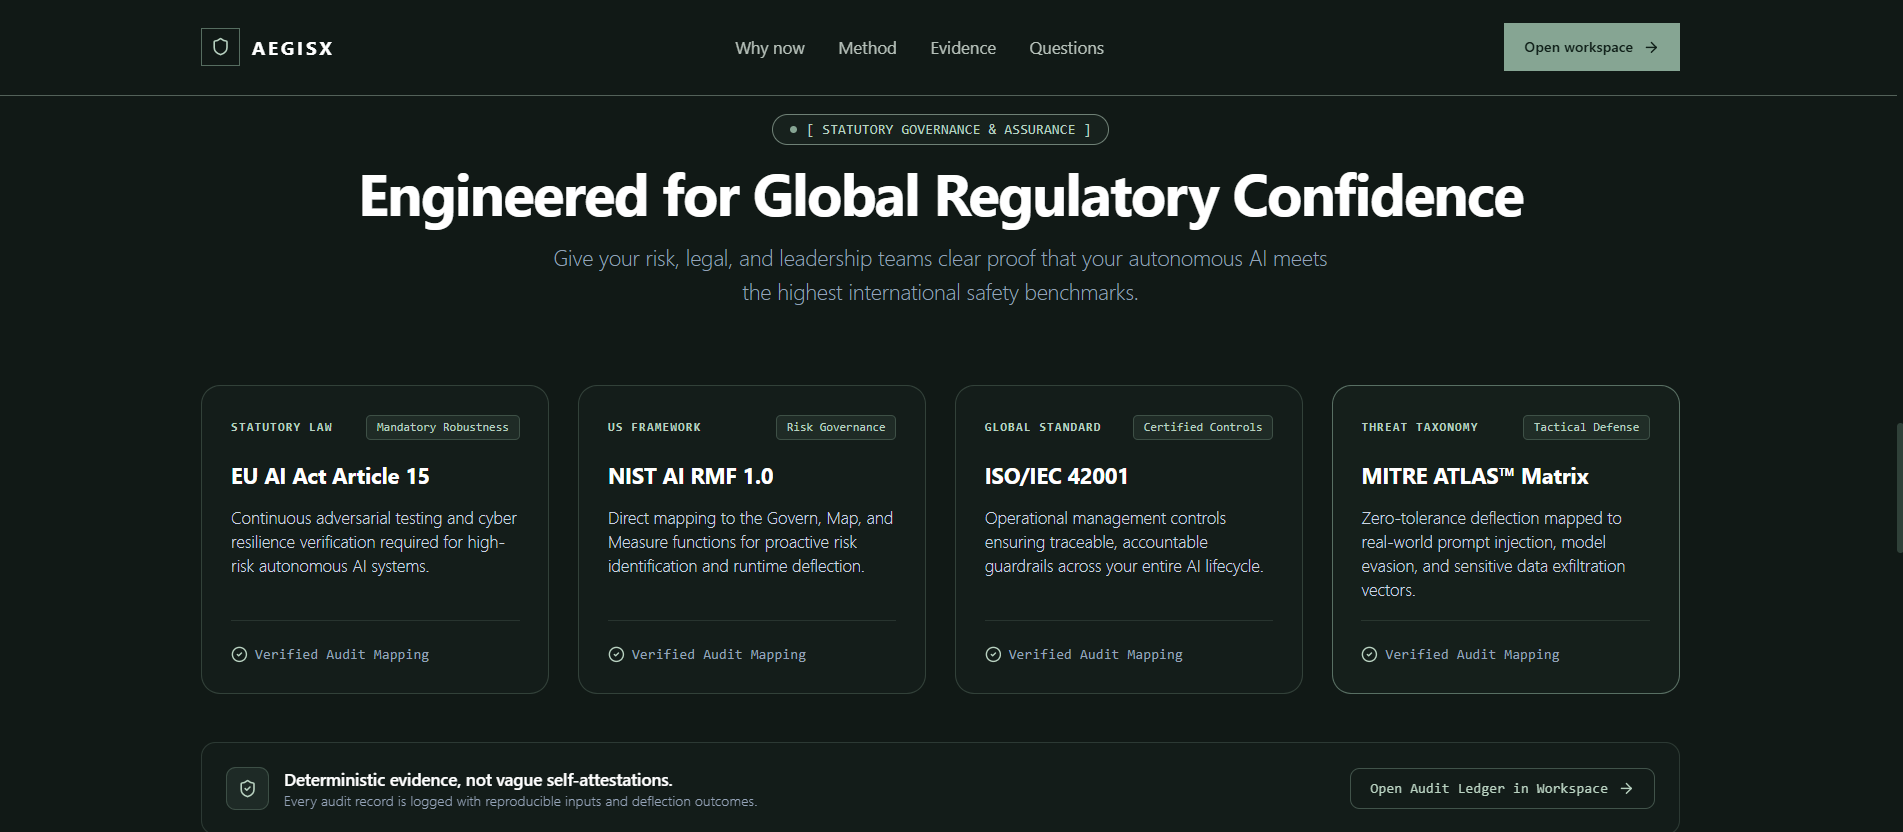 AEGISX
Why now
Method
Evidence
Questions
Open workspace →
[ STATUTORY GOVERNANCE & ASSURANCE ]
Engineered for Global Regulatory Confidence
Give your risk, legal, and leadership teams clear proof that your autonomous AI meets
the highest international safety benchmarks.
STATUTORY LAW
Mandatory Robustness
EU AI Act Article 15
Continuous adversarial testing and cyber
resilience verification required for high-
risk autonomous AI systems.
Verified Audit Mapping
US FRAMEWORK
Risk Governance
NIST AI RMF 1.0
Direct mapping to the Govern, Map, and
Measure functions for proactive risk
identification and runtime deflection.
Verified Audit Mapping
GLOBAL STANDARD
Certified Controls
ISO/IEC 42001
Operational management controls
ensuring traceable, accountable
guardrails across your entire AI lifecycle.
Verified Audit Mapping
THREAT TAXONOMY
Tactical Defense
MITRE ATLAS™ Matrix
Zero-tolerance deflection mapped to
real-world prompt injection, model
evasion, and sensitive data exfiltration
vectors.
Verified Audit Mapping
Deterministic evidence, not vague self-attestations.
Every audit record is logged with reproducible inputs and deflection outcomes.
Open Audit Ledger in Workspace →